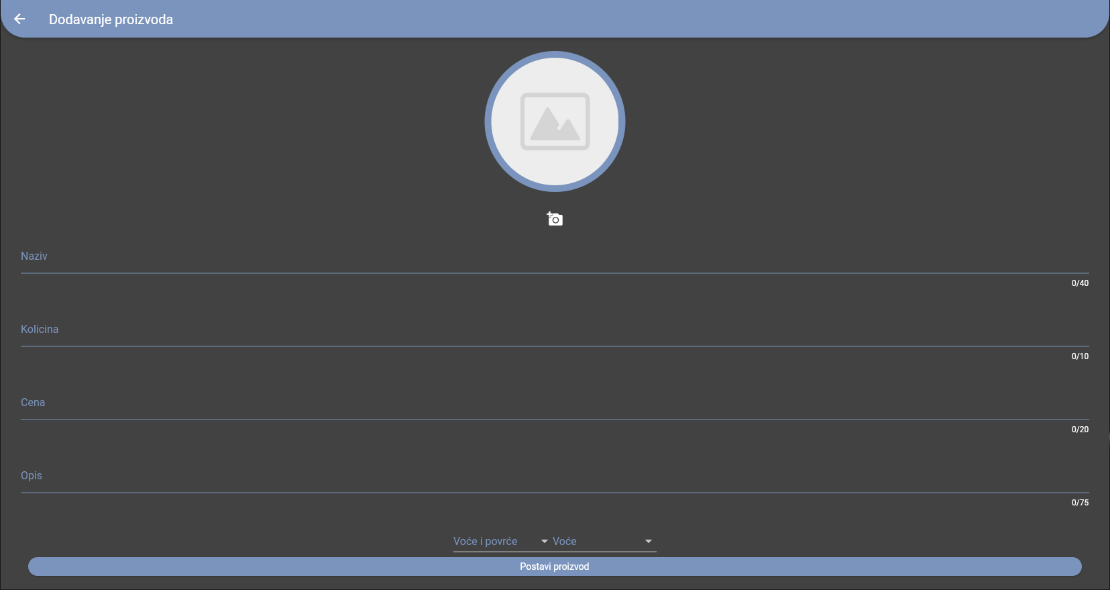 Dodavanje proizvoda
Naziv
0/40
Kolicina
0/10
Cena
0/20
Opis
0/75
Voće i povrće Voće
Postavi proizvod